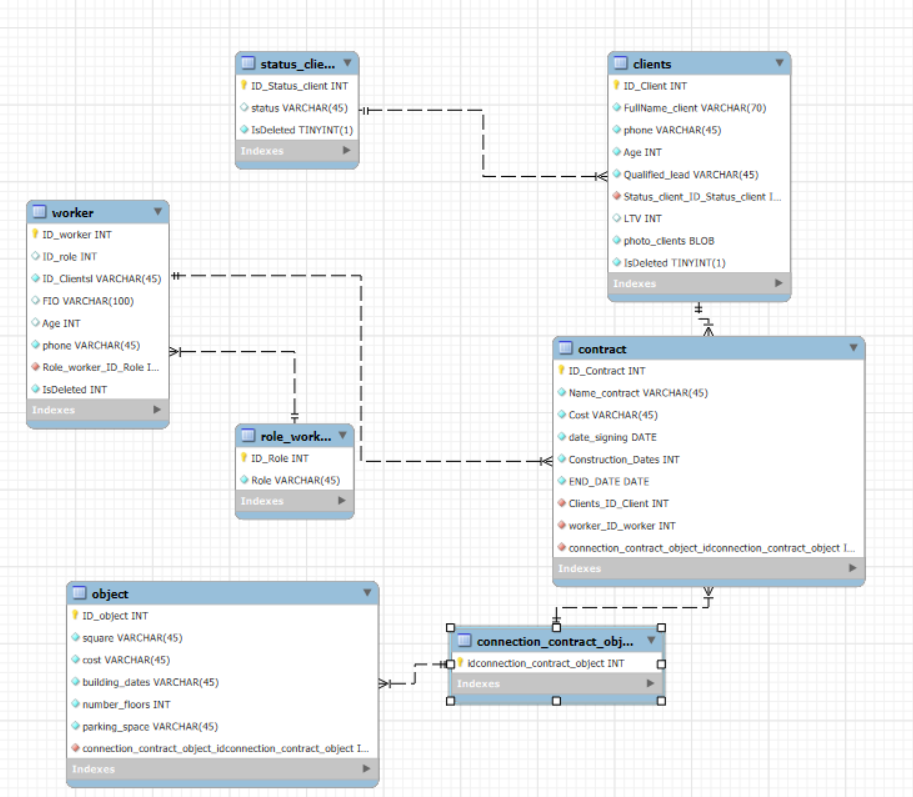 status_clie...
ID_Status_client INT
status VARCHAR(45)
IsDeleted TINYINT(1)
Indexes
clients
ID_Client INT
FullName_client VARCHAR(70)
phone VARCHAR(45)
Age INT
Qualified_lead VARCHAR(45)
Status_client_ID_Status_client I...
LTV INT
photo_clients BLOB
IsDeleted TINYINT(1)
Indexes
worker
ID_worker INT
ID_role INT
ID_ClientsI VARCHAR(45)
FIO VARCHAR(100)
Age INT
phone VARCHAR(45)
Role_worker_ID_Role I...
IsDeleted INT
Indexes
role_work...
ID_Role INT
Role VARCHAR(45)
Indexes
contract
ID_Contract INT
Name_contract VARCHAR(45)
Cost VARCHAR(45)
date_signing DATE
Construction_Dates INT
END_DATE DATE
Clients_ID_Client INT
worker_ID_worker INT
connection_contract_object_idconnection_contract_object I...
Indexes
object
ID_object INT
square VARCHAR(45)
cost VARCHAR(45)
building_dates VARCHAR(45)
number_floors INT
parking_space VARCHAR(45)
connection_contract_object_idconnection_contract_object I...
Indexes
connection_contract_obj...
idconnection_contract_object INT
Indexes